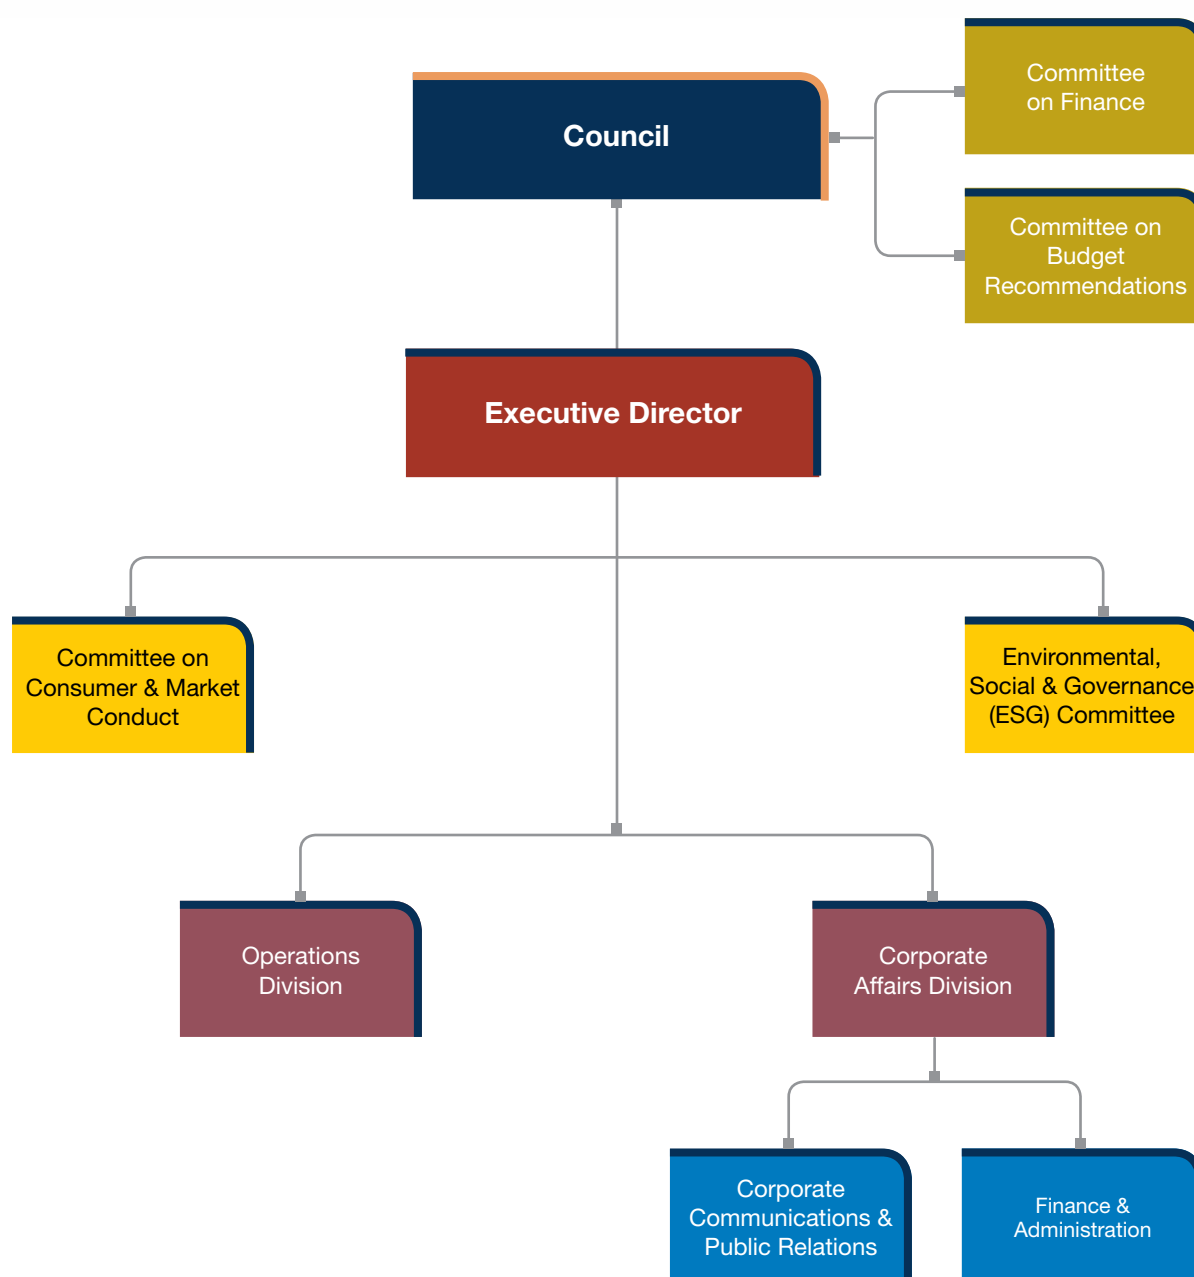 Committee
on Finance
Council
Committee on
Budget
Recommendations
Executive Director
Committee on
Consumer & Market
Conduct
Environmental,
Social & Governance
(ESG) Committee
Operations
Division
Corporate
Affairs Division
Corporate
Communications &
Public Relations
Finance &
Administration